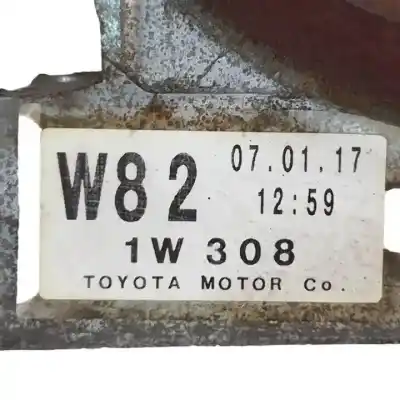 W82 07.01.17
12:59
1W 308
TOYOTA MOTOR Co.